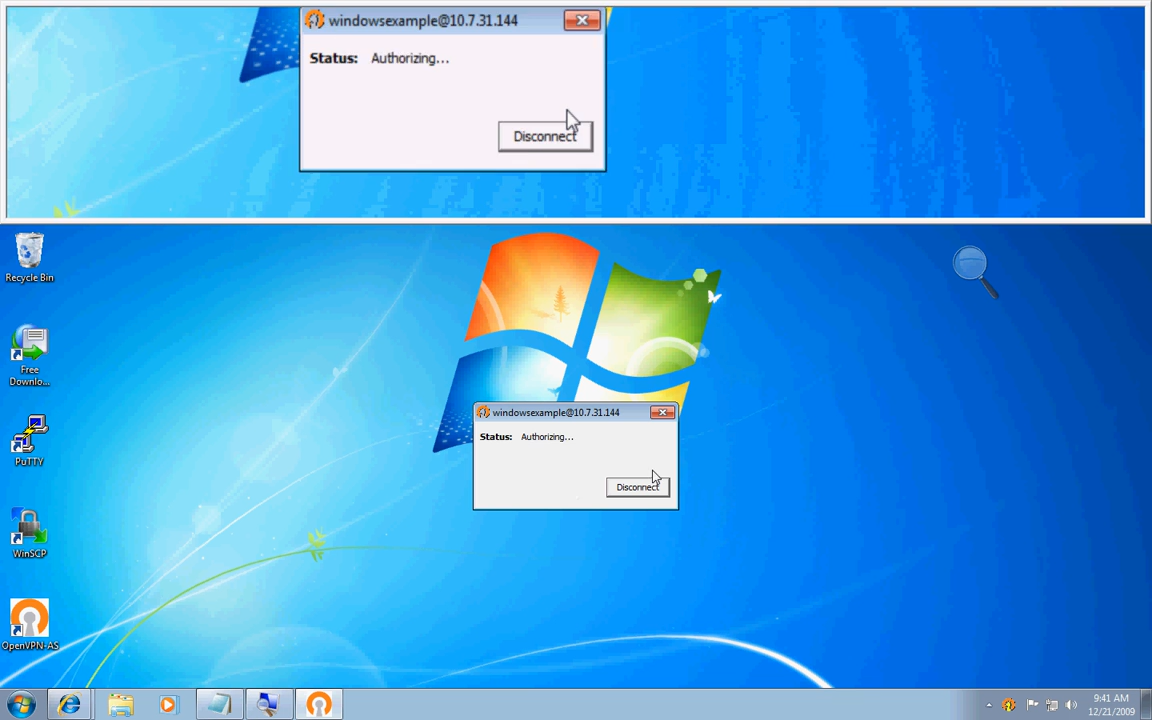 windowsexample@10.7.31.144
Status: Authorizing...
Disconnect
Recycle Bin
Free
Downlo...
PuTTY
WinSCP
OpenVPN-AS
windowsexample@10.7.31.144
Status: Authorizing...
Disconnect
9:41 AM
12/21/2009